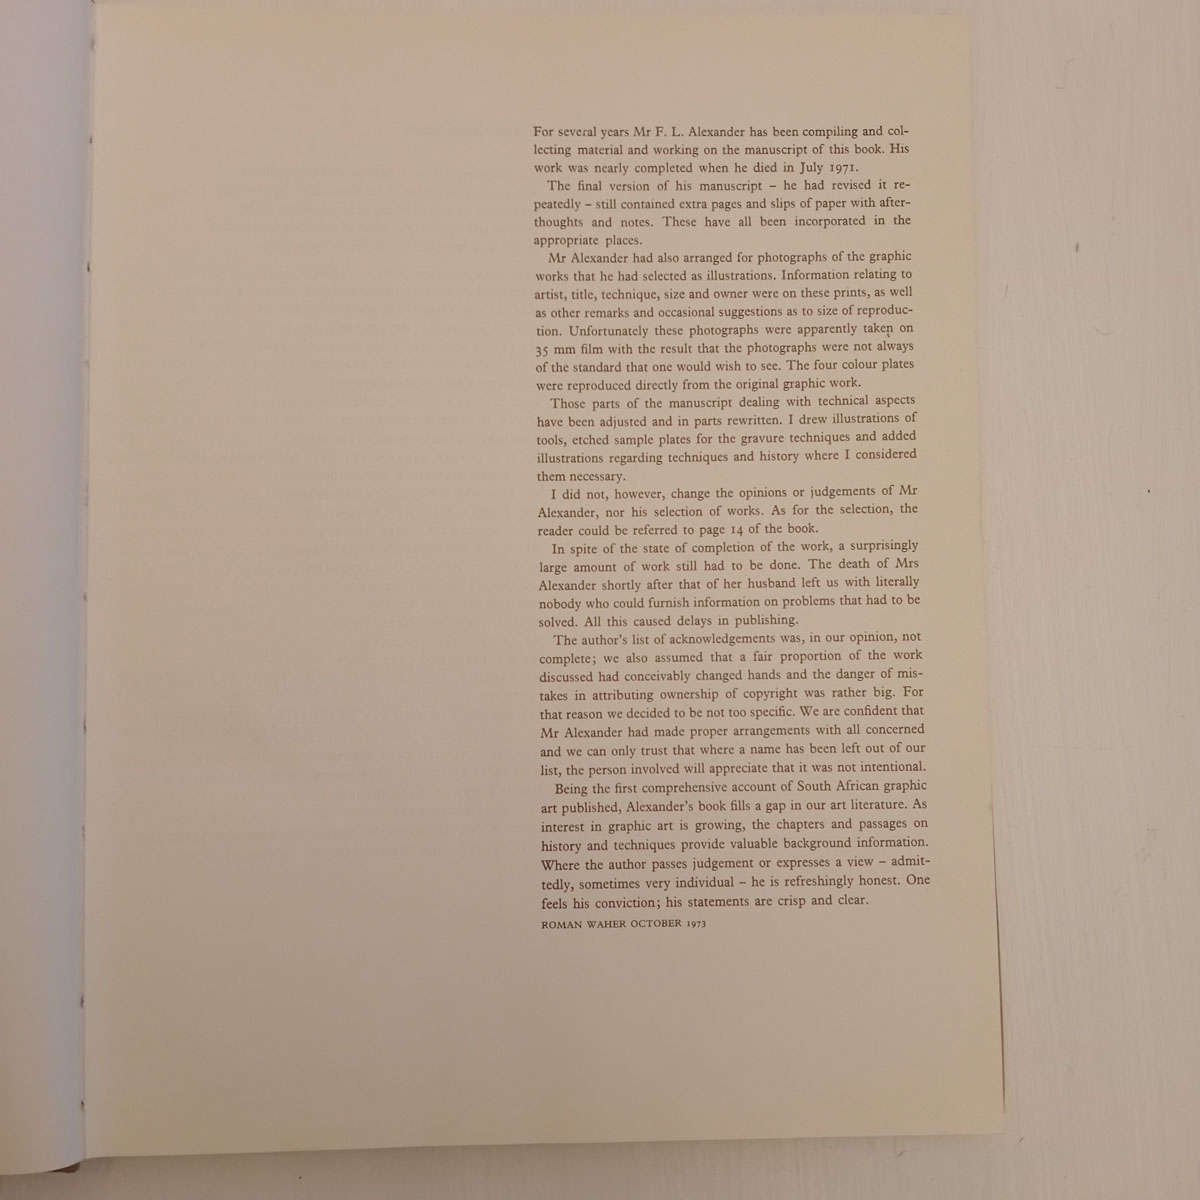 For several years Mr F. L. Alexander has been compiling and col-
lecting material and working on the manuscript of this book. His
work was nearly completed when he died in July 1971.
The final version of his manuscript – he had revised it re-
peatedly – still contained extra pages and slips of paper with after-
thoughts and notes. These have all been incorporated in the
appropriate places.
Mr Alexander had also arranged for photographs of the graphic
works that he had selected as illustrations. Information relating to
artist, title, technique, size and owner were on these prints, as well
as other remarks and occasional suggestions as to size of reproduc-
tion. Unfortunately these photographs were apparently taken on
35 mm film with the result that the photographs were not always
of the standard that one would wish to see. The four colour plates
were reproduced directly from the original graphic work.
Those parts of the manuscript dealing with technical aspects
have been adjusted and in parts rewritten. I drew illustrations of
tools, etched sample plates for the gravure techniques and added
illustrations regarding techniques and history where I considered
them necessary.
I did not, however, change the opinions or judgements of Mr
Alexander, nor his selection of works. As for the selection, the
reader could be referred to page 14 of the book.
In spite of the state of completion of the work, a surprisingly
large amount of work still had to be done. The death of Mrs
Alexander shortly after that of her husband left us with literally
nobody who could furnish information on problems that had to be
solved. All this caused delays in publishing.
The author's list of acknowledgements was, in our opinion, not
complete; we also assumed that a fair proportion of the work
discussed had conceivably changed hands and the danger of mis-
takes in attributing ownership of copyright was rather big. For
that reason we decided to be not too specific. We are confident that
Mr Alexander had made proper arrangements with all concerned
and we can only trust that where a name has been left out of our
list, the person involved will appreciate that it was not intentional.
Being the first comprehensive account of South African graphic
art published, Alexander's book fills a gap in our art literature. As
interest in graphic art is growing, the chapters and passages on
history and techniques provide valuable background information.
Where the author passes judgement or expresses a view – admit-
tedly, sometimes very individual – he is refreshingly honest. One
feels his conviction; his statements are crisp and clear.
ROMAN WAHER OCTOBER 1973